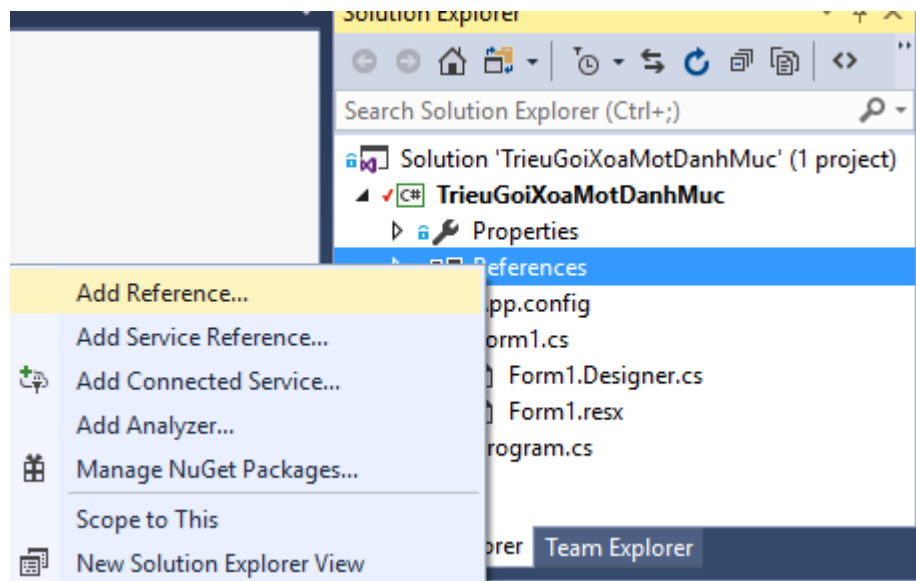 Solution Explorer
Search Solution Explorer (Ctrl+;)
Solution 'TrieuGoiXoaMotDanhMuc' (1 project)
C# TrieuGoiXoaMotDanhMuc
Properties
References
Add Reference...
pp.config
Add Service Reference...
orm1.cs
Add Connected Service...
Form1.Designer.cs
Add Analyzer...
Form1.resx
Manage NuGet Packages...
rogram.cs
Scope to This
New Solution Explorer View
orer Team Explorer